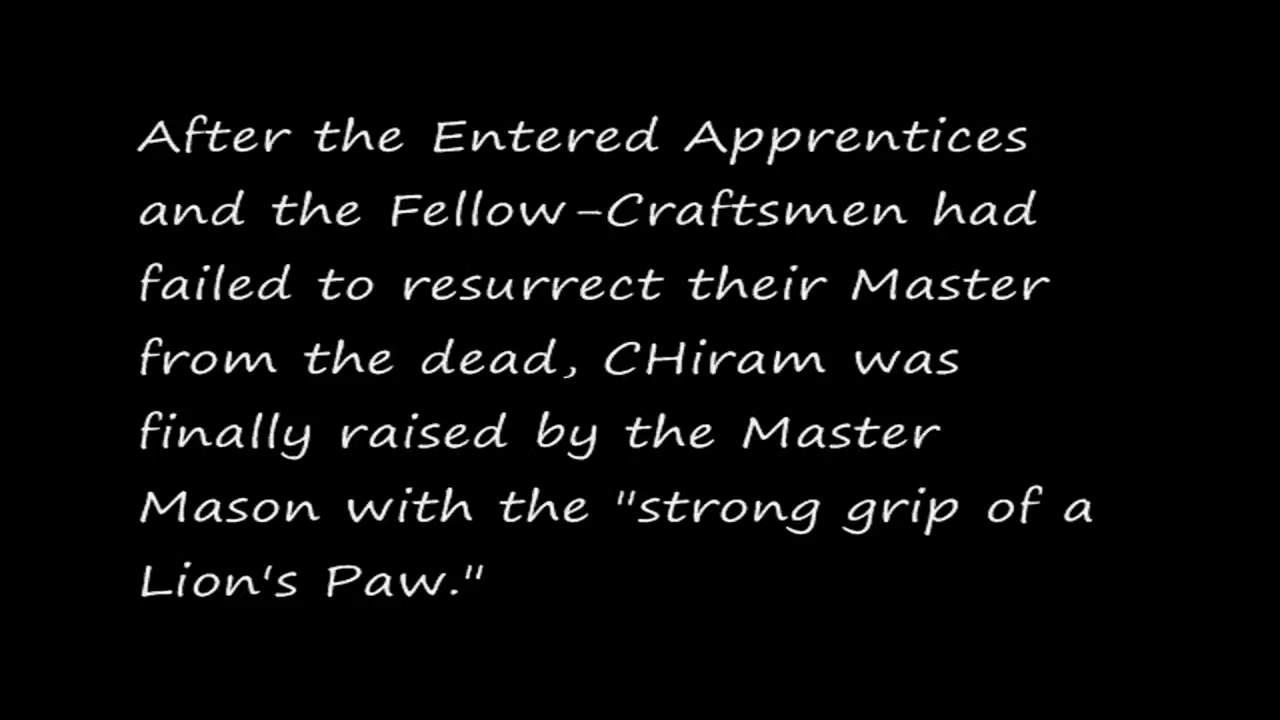 After the Entered Apprentices
and the Fellow-Craftsmen had
failed to resurrect their Master
from the dead, CHiram was
finally raised by the Master
Mason with the "strong grip of a
Lion's Paw."